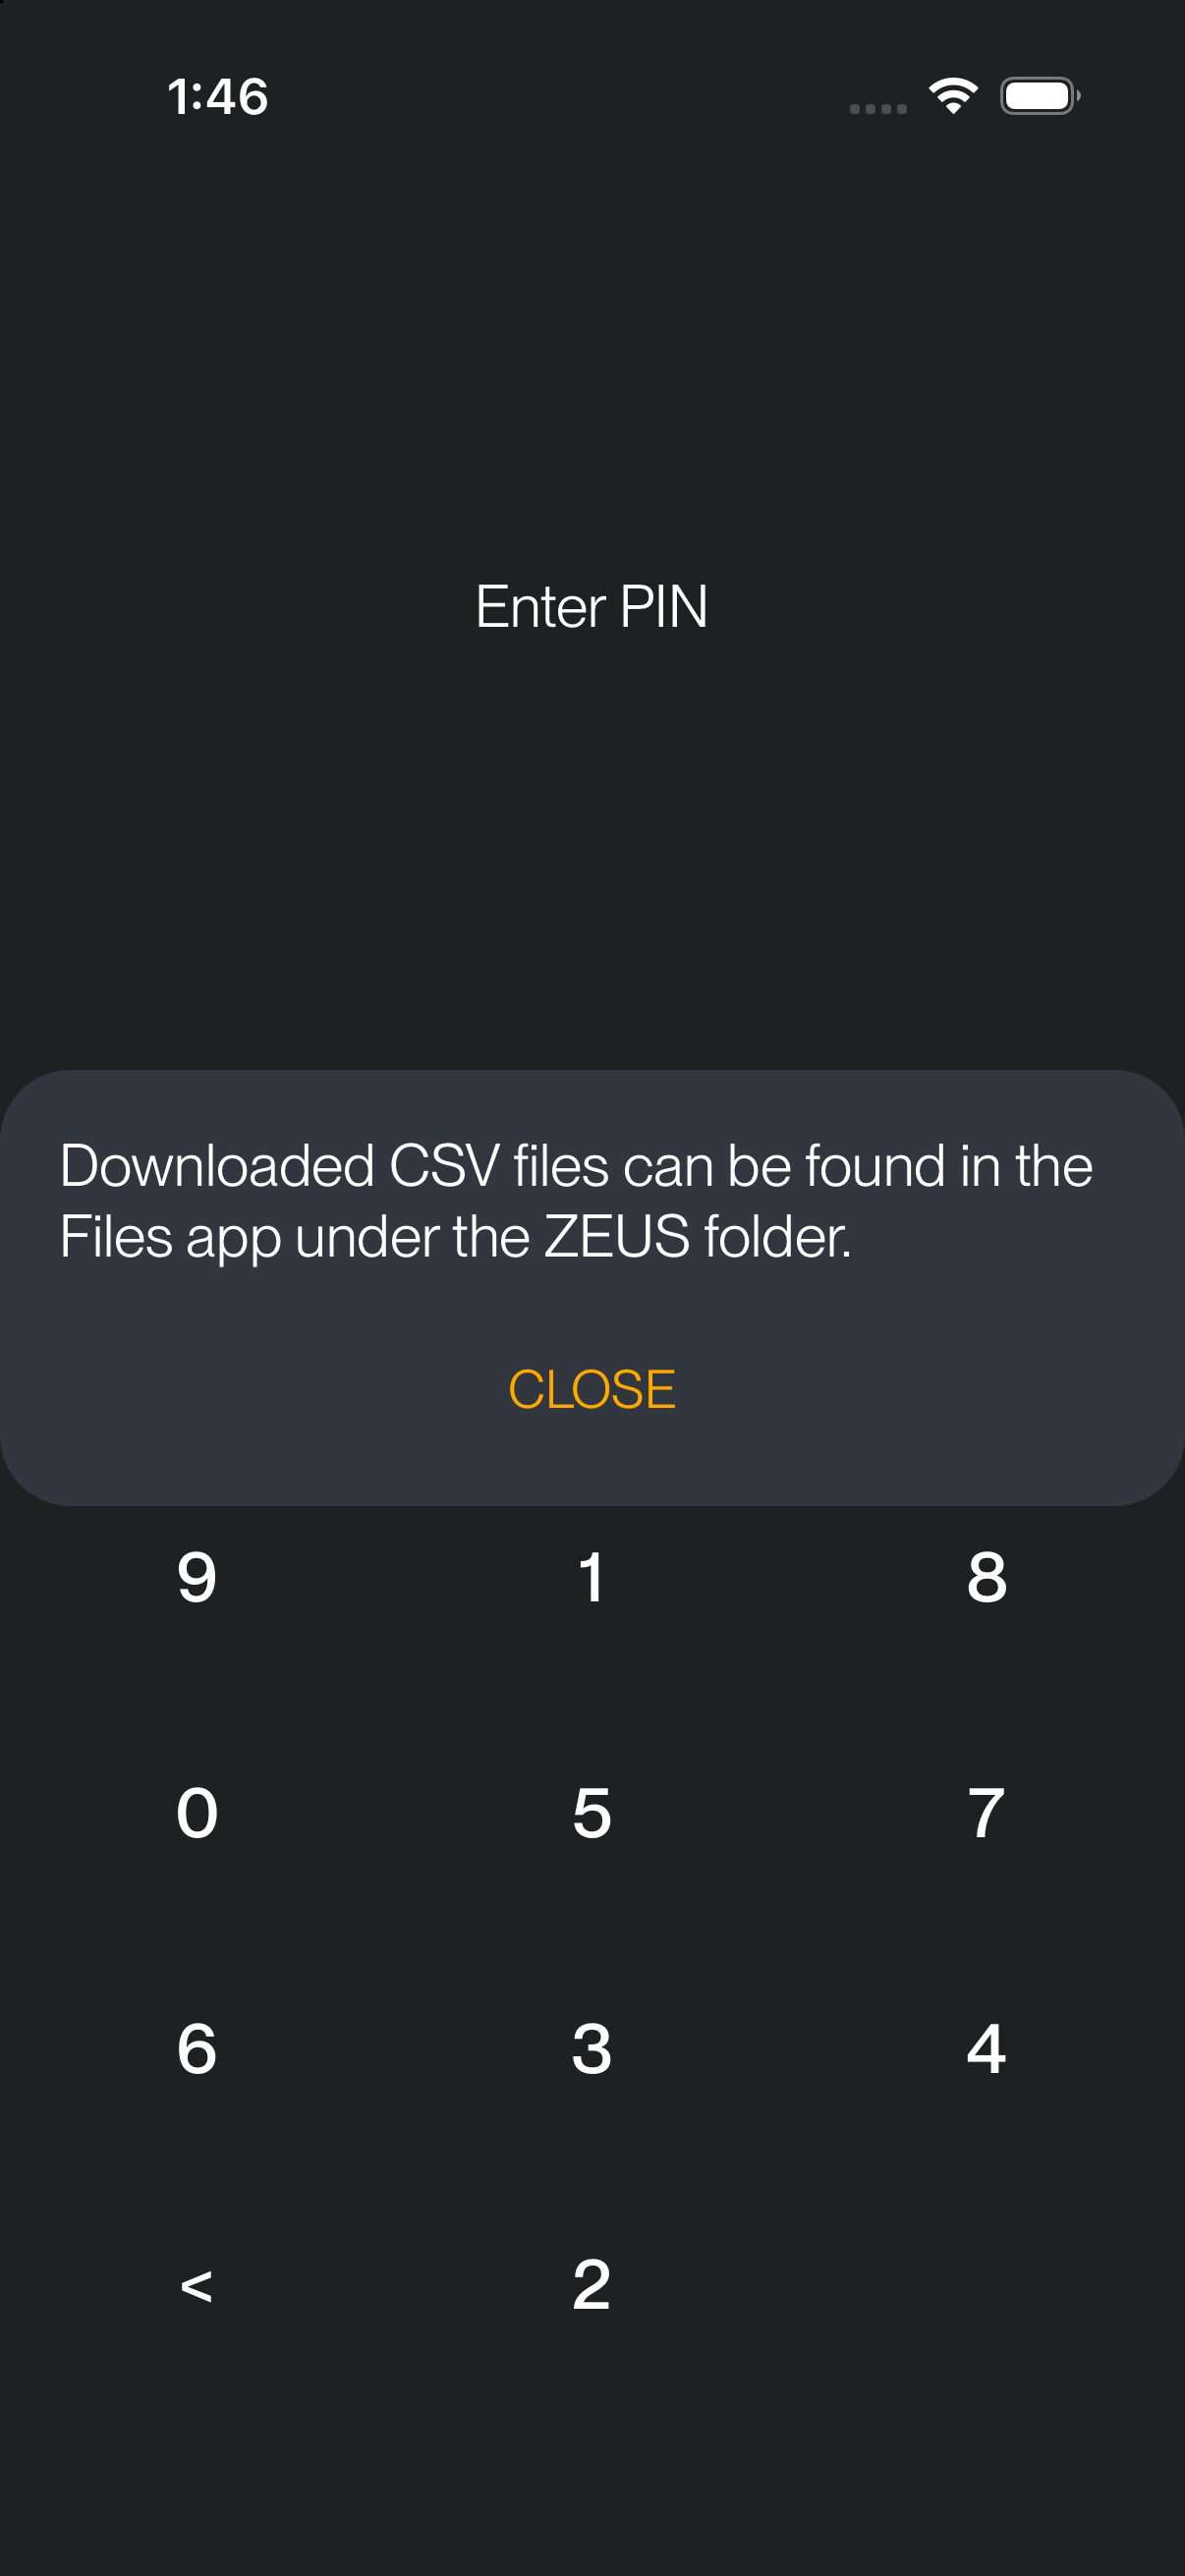 1:46
Enter PIN
Downloaded CSV files can be found in the
Files app under the ZEUS folder.
CLOSE
9 1 8
0 5 7
6 3 4
< 2